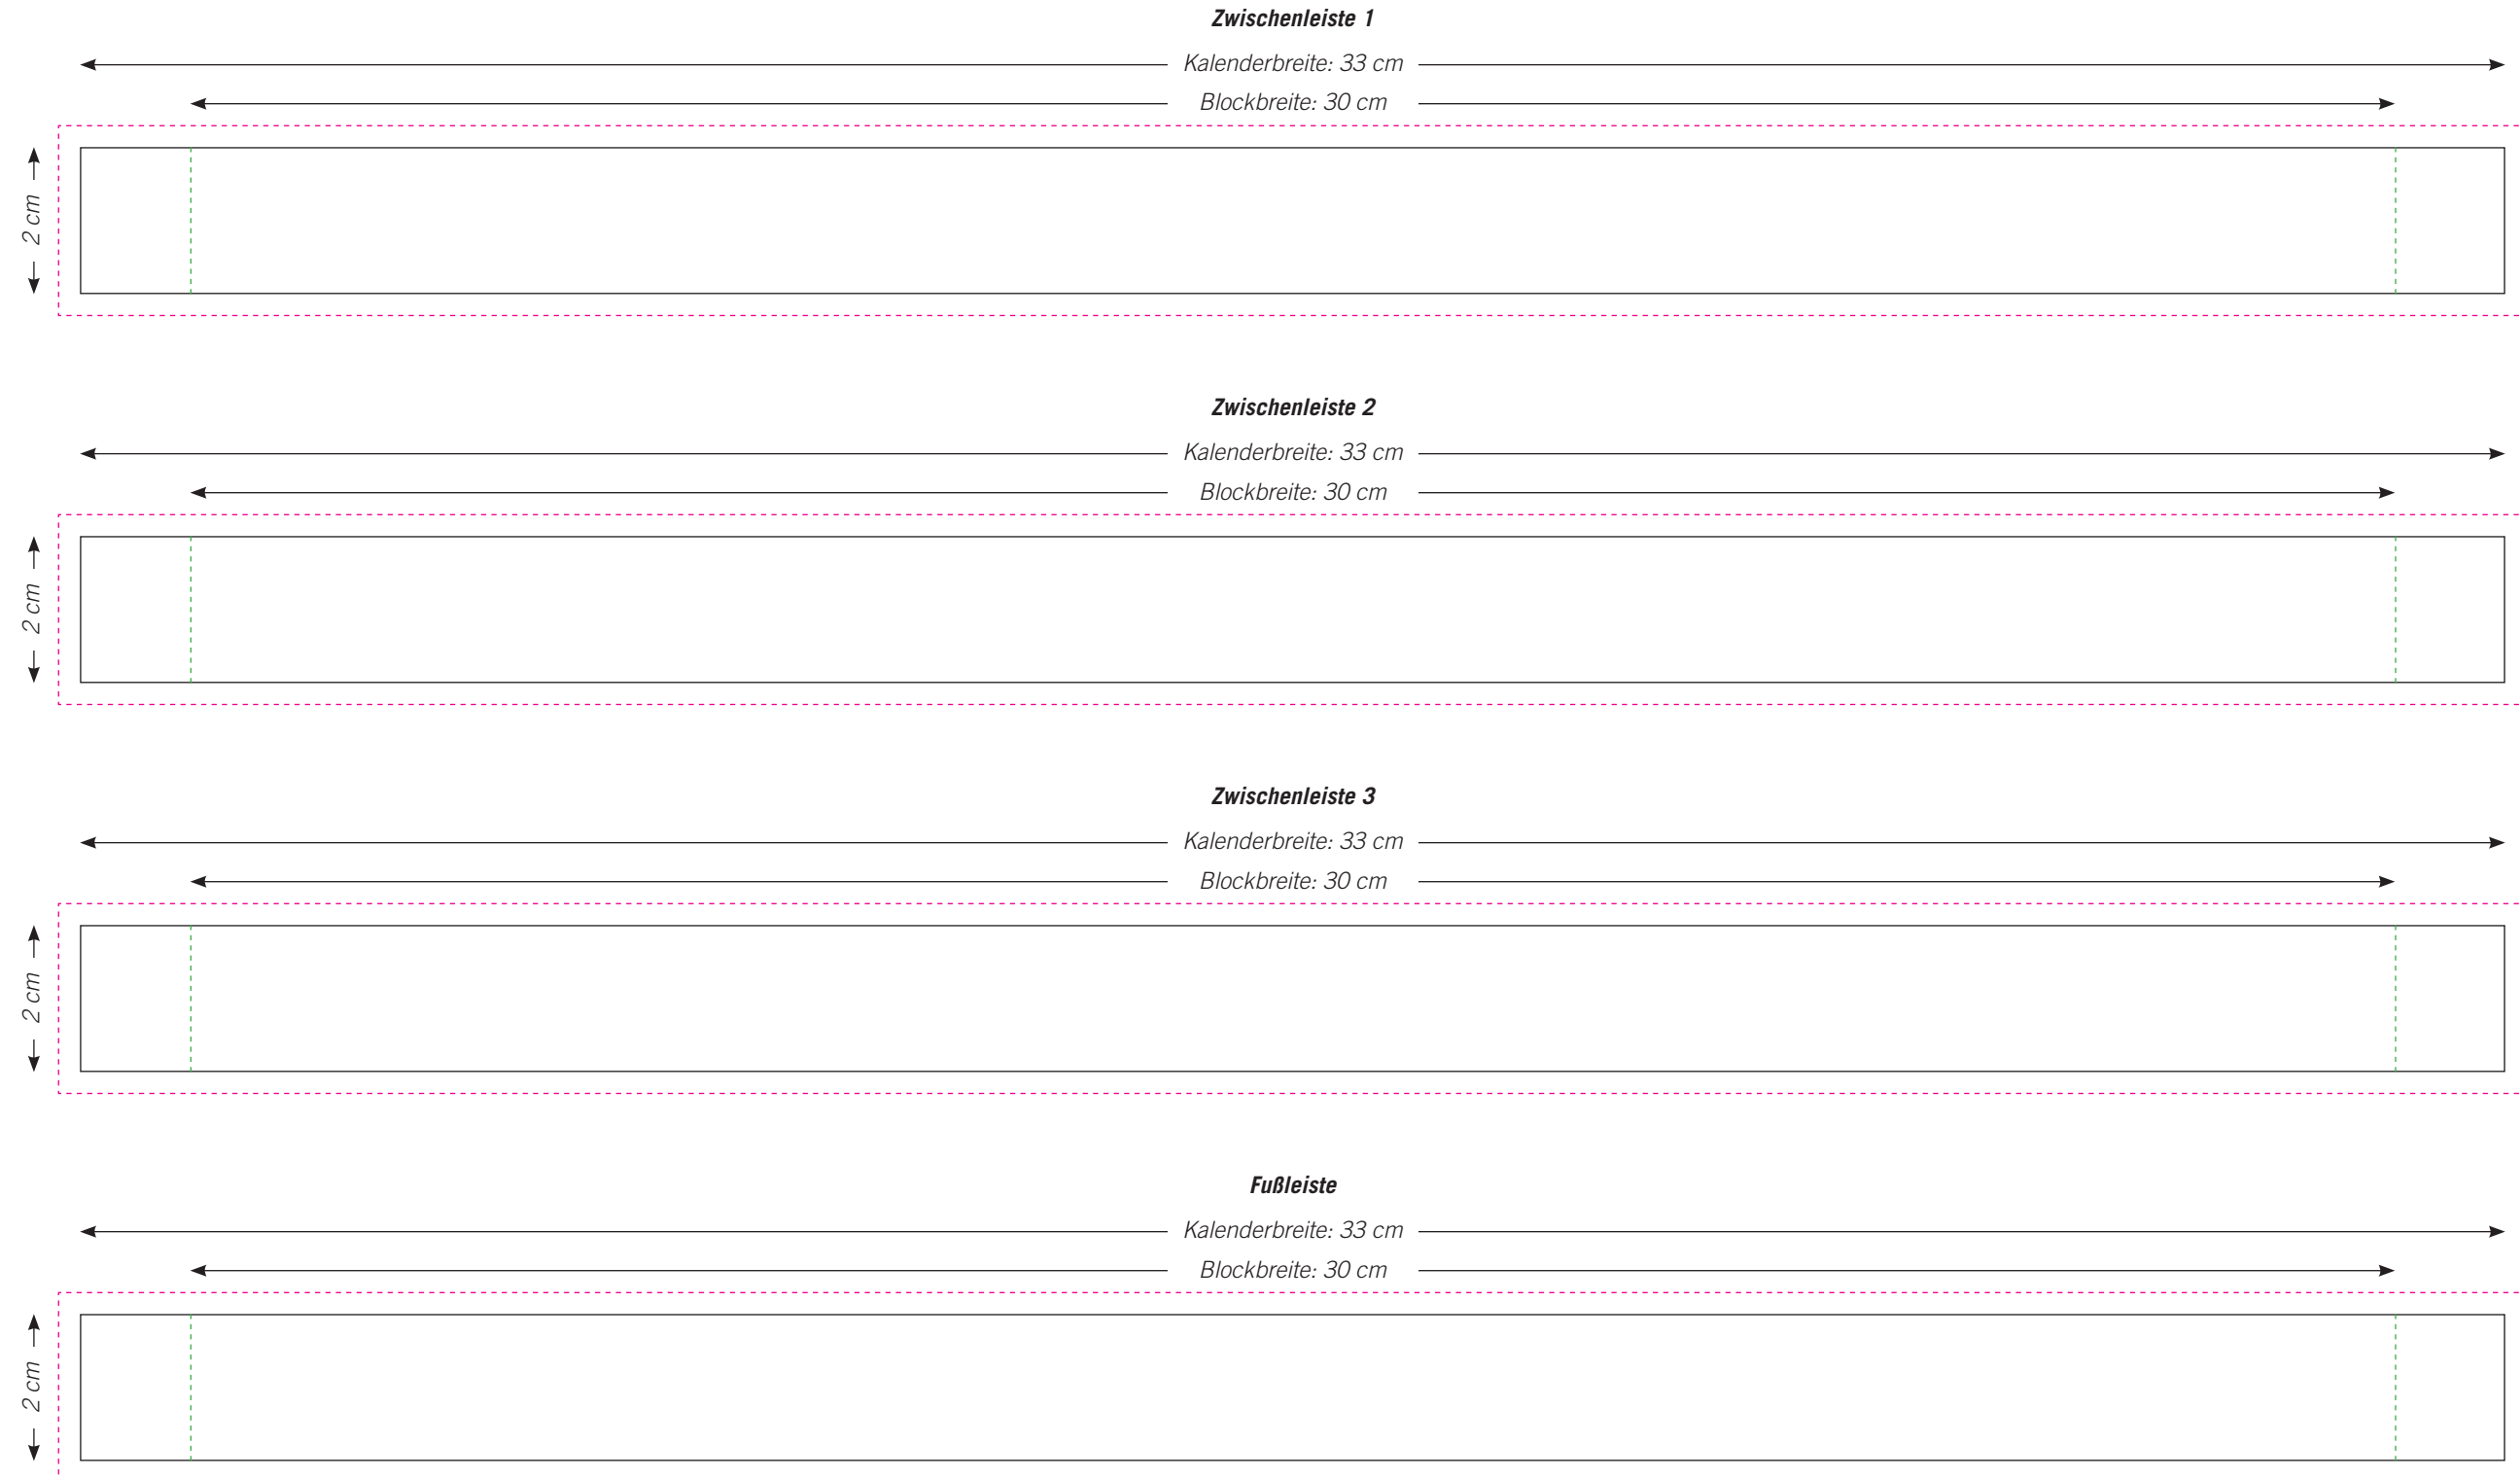 Zwischenleiste 1
Kalenderbreite: 33 cm
Blockbreite: 30 cm
2 cm
Zwischenleiste 2
Kalenderbreite: 33 cm
Blockbreite: 30 cm
2 cm
Zwischenleiste 3
Kalenderbreite: 33 cm
Blockbreite: 30 cm
2 cm
Fußleiste
Kalenderbreite: 33 cm
Blockbreite: 30 cm
2 cm